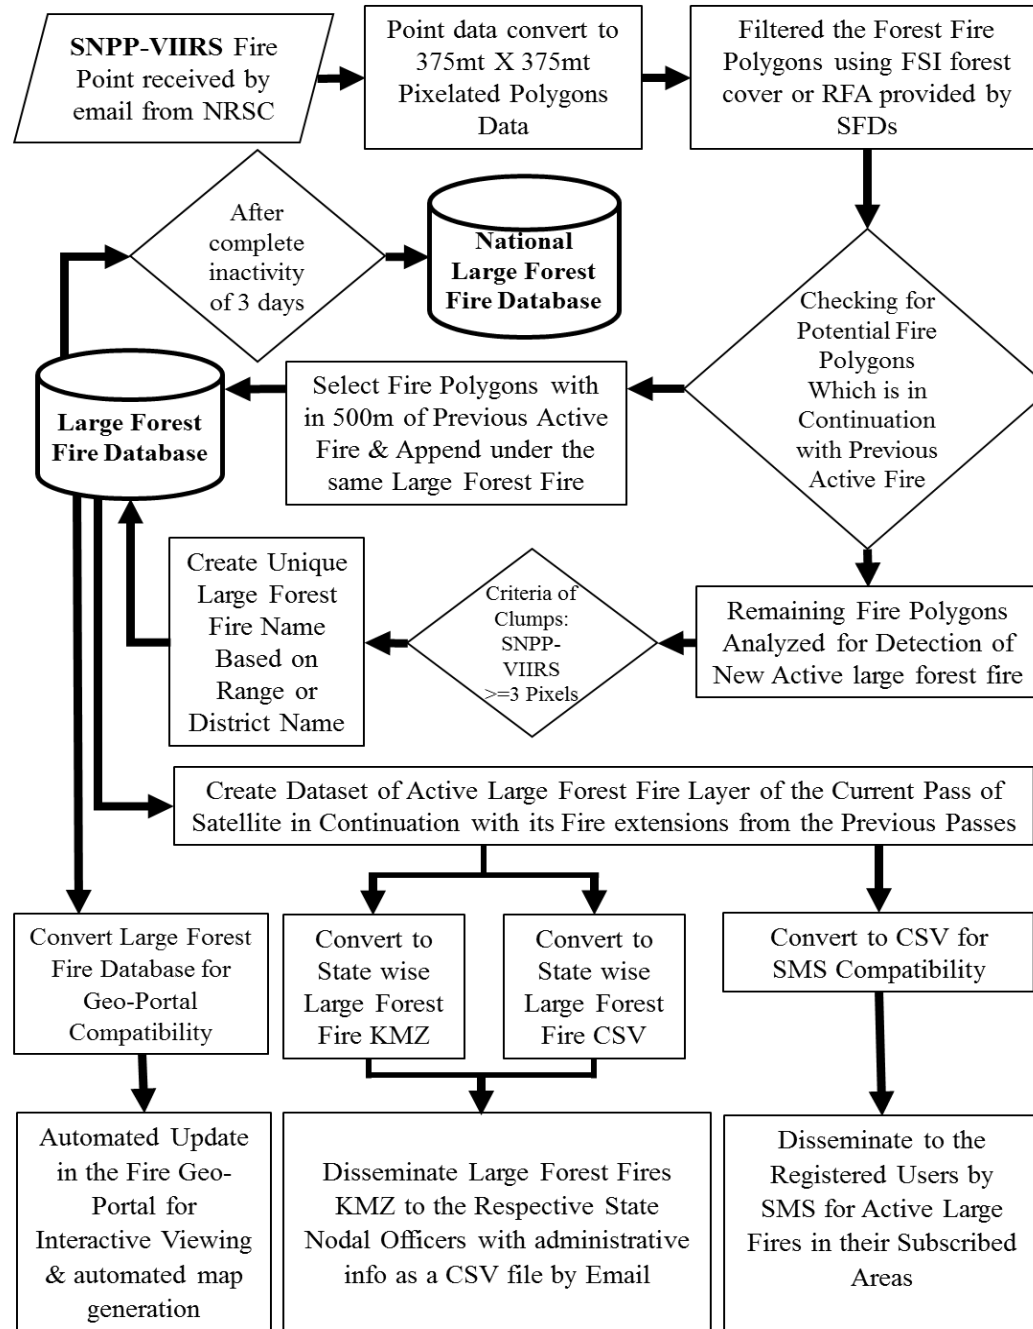 SNPP-VIIRS Fire
Point received by
email from NRSC
Point data convert to
375mt X 375mt
Pixelated Polygons
Data
Filtered the Forest Fire
Polygons using FSI forest
cover or RFA provided by
SFDs
After
complete
inactivity
of 3 days
National
Large Forest
Fire Database
Checking for
Potential Fire
Polygons
Which is in
Continuation
with Previous
Active Fire
Large Forest
Fire Database
Select Fire Polygons with
in 500m of Previous Active
Fire & Append under the
same Large Forest Fire
Create Unique
Large Forest
Fire Name
Based on
Range or
District Name
Criteria of
Clumps:
SNPP-
VIIRS
>=3 Pixels
Remaining Fire Polygons
Analyzed for Detection of
New Active large forest fire
Create Dataset of Active Large Forest Fire Layer of the Current Pass of
Satellite in Continuation with its Fire extensions from the Previous Passes
Convert Large Forest
Fire Database for
Geo-Portal
Compatibility
Convert to
State wise
Large Forest
Fire KMZ
Convert to
State wise
Large Forest
Fire CSV
Convert to CSV for
SMS Compatibility
Automated Update
in the Fire Geo-
Portal for
Interactive Viewing
& automated map
generation
Disseminate Large Forest Fires
KMZ to the Respective State
Nodal Officers with administrative
info as a CSV file by Email
Disseminate to the
Registered Users by
SMS for Active Large
Fires in their Subscribed
Areas